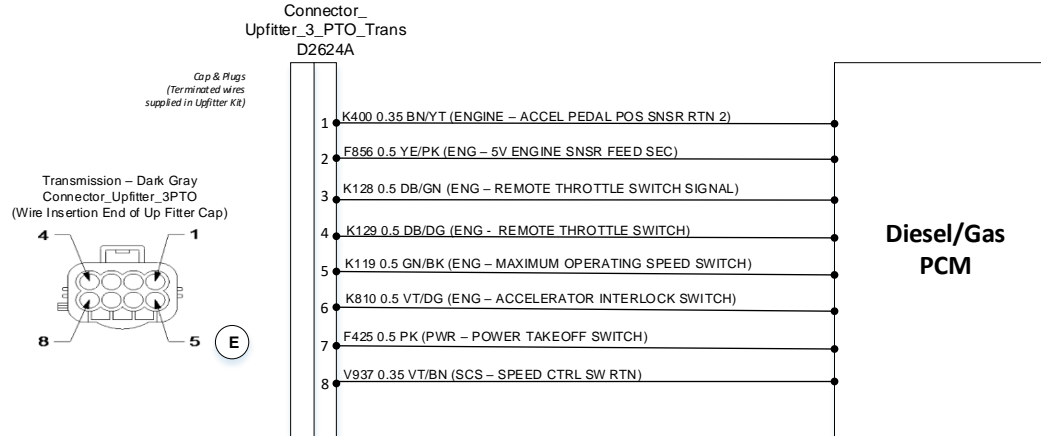 Connector_
Upfitter_3_PTO_Trans
D2624A
Cap & Plugs
(Terminated wires
supplied in Upfitter Kit)
1 K400 0.35 BN/YT (ENGINE – ACCEL PEDAL POS SNSR RTN 2)
2 F856 0.5 YE/PK (ENG – 5V ENGINE SNSR FEED SEC)
3 K128 0.5 DB/GN (ENG – REMOTE THROTTLE SWITCH SIGNAL)
4 K129 0.5 DB/DG (ENG - REMOTE THROTTLE SWITCH)
5 K119 0.5 GN/BK (ENG – MAXIMUM OPERATING SPEED SWITCH)
6 K810 0.5 VT/DG (ENG – ACCELERATOR INTERLOCK SWITCH)
7 F425 0.5 PK (PWR – POWER TAKEOFF SWITCH)
8 V937 0.35 VT/BN (SCS – SPEED CTRL SW RTN)
Transmission – Dark Gray
Connector_Upfitter_3PTO
(Wire Insertion End of Up Fitter Cap)
4 1
8 5
E
Diesel/Gas
PCM